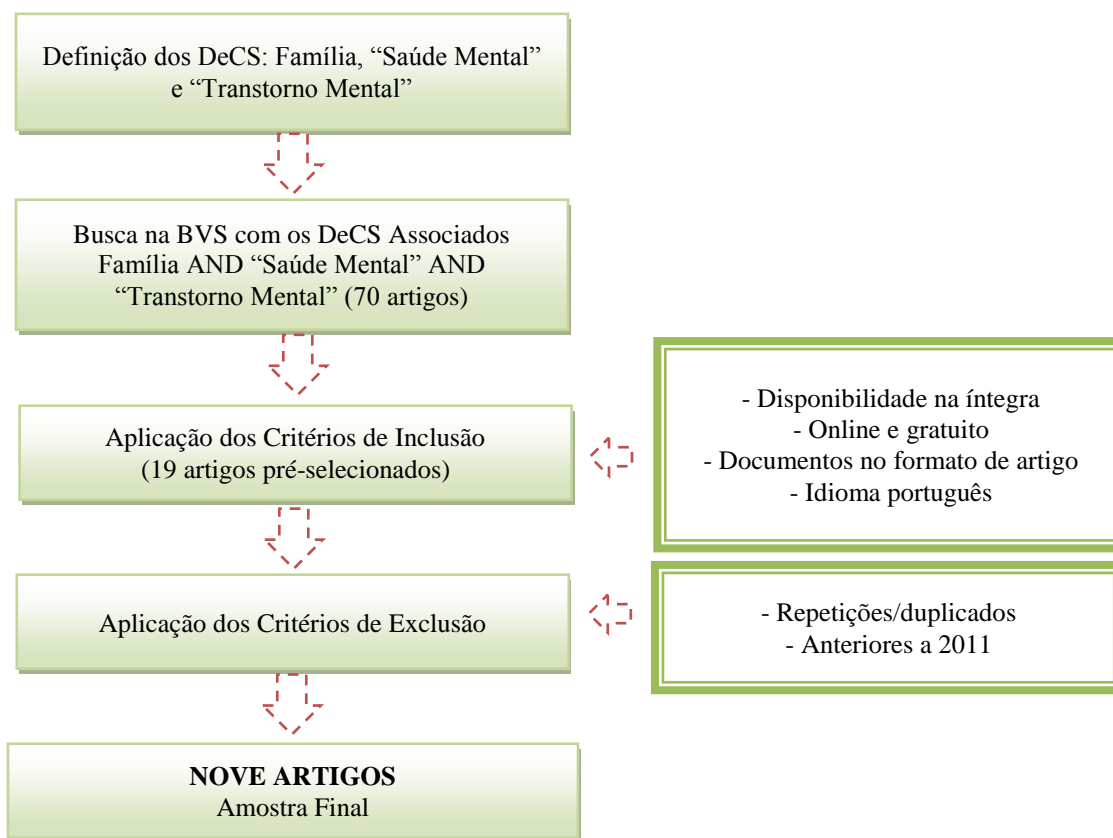 Definição dos DeCS: Família, “Saúde Mental”
e “Transtorno Mental”
Busca na BVS com os DeCS Associados
Família AND “Saúde Mental” AND
“Transtorno Mental” (70 artigos)
Aplicação dos Critérios de Inclusão
(19 artigos pré-selecionados)
- Disponibilidade na íntegra
- Online e gratuito
- Documentos no formato de artigo
- Idioma português
Aplicação dos Critérios de Exclusão
- Repetições/duplicados
- Anteriores a 2011
NOVE ARTIGOS
Amostra Final